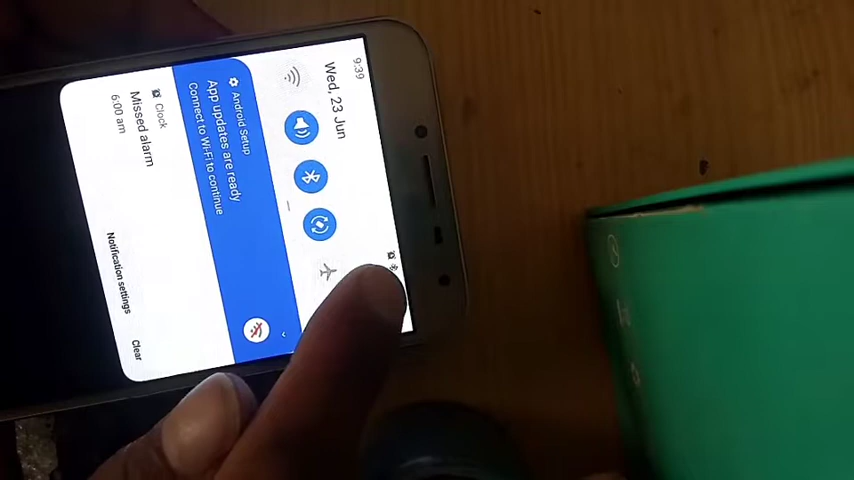 9:39
Wed, 23 Jun
Android Setup
App updates are ready
Connect to Wi-Fi to continue
Clock
Missed alarm
6:00 am
Notification settings
Clear